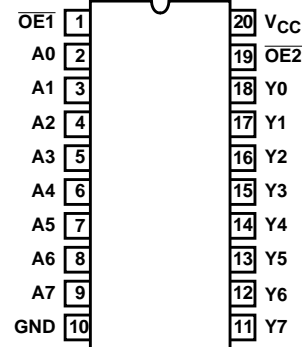 OE1 1 20 VCC
A0 2 19 OE2
A1 3 18 Y0
A2 4 17 Y1
A3 5 16 Y2
A4 6 15 Y3
A5 7 14 Y4
A6 8 13 Y5
A7 9 12 Y6
GND 10 11 Y7